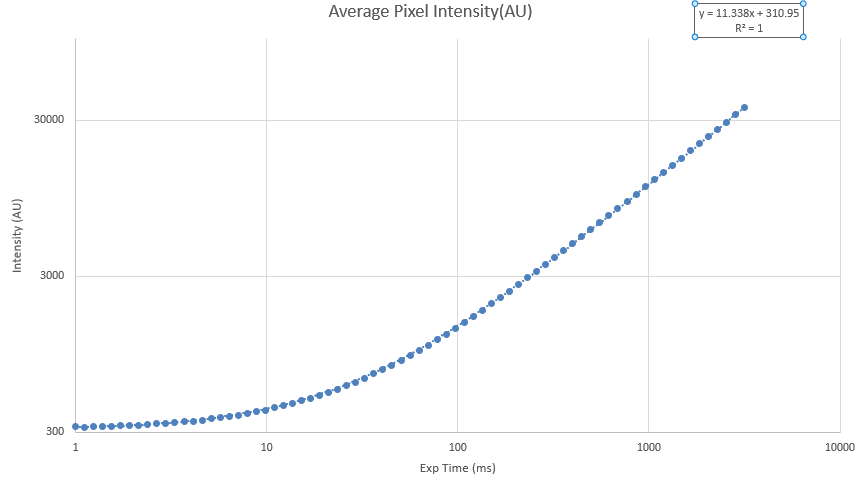 Average Pixel Intensity(AU)
y = 11.338x + 310.95
R² = 1
30000
3000
300
Intensity (AU)
1
10
100
1000
10000
Exp Time (ms)